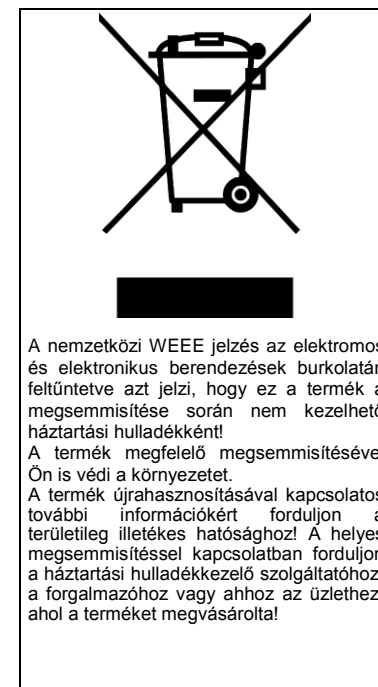 A nemzetközi WEEE jelzés az elektromos
és elektronikus berendezések burkolatán
feltűntetve azt jelzi, hogy ez a termék a
megsemmisítése során nem kezelhető
háztartási hulladékként!
A termék megfelelő megsemmisítéséve
Ön is védi a környezetet.
A termék újrahasznosításával kapcsolatos
további információkért forduljon a
területileg illetékes hatósághoz! A helyes
megsemmisítéssel kapcsolatban forduljon
a háztartási hulladékkezelő szolgáltatóhoz
a forgalmazóhoz vagy ahhoz az üzlethez
ahol a terméket megvásárolta!